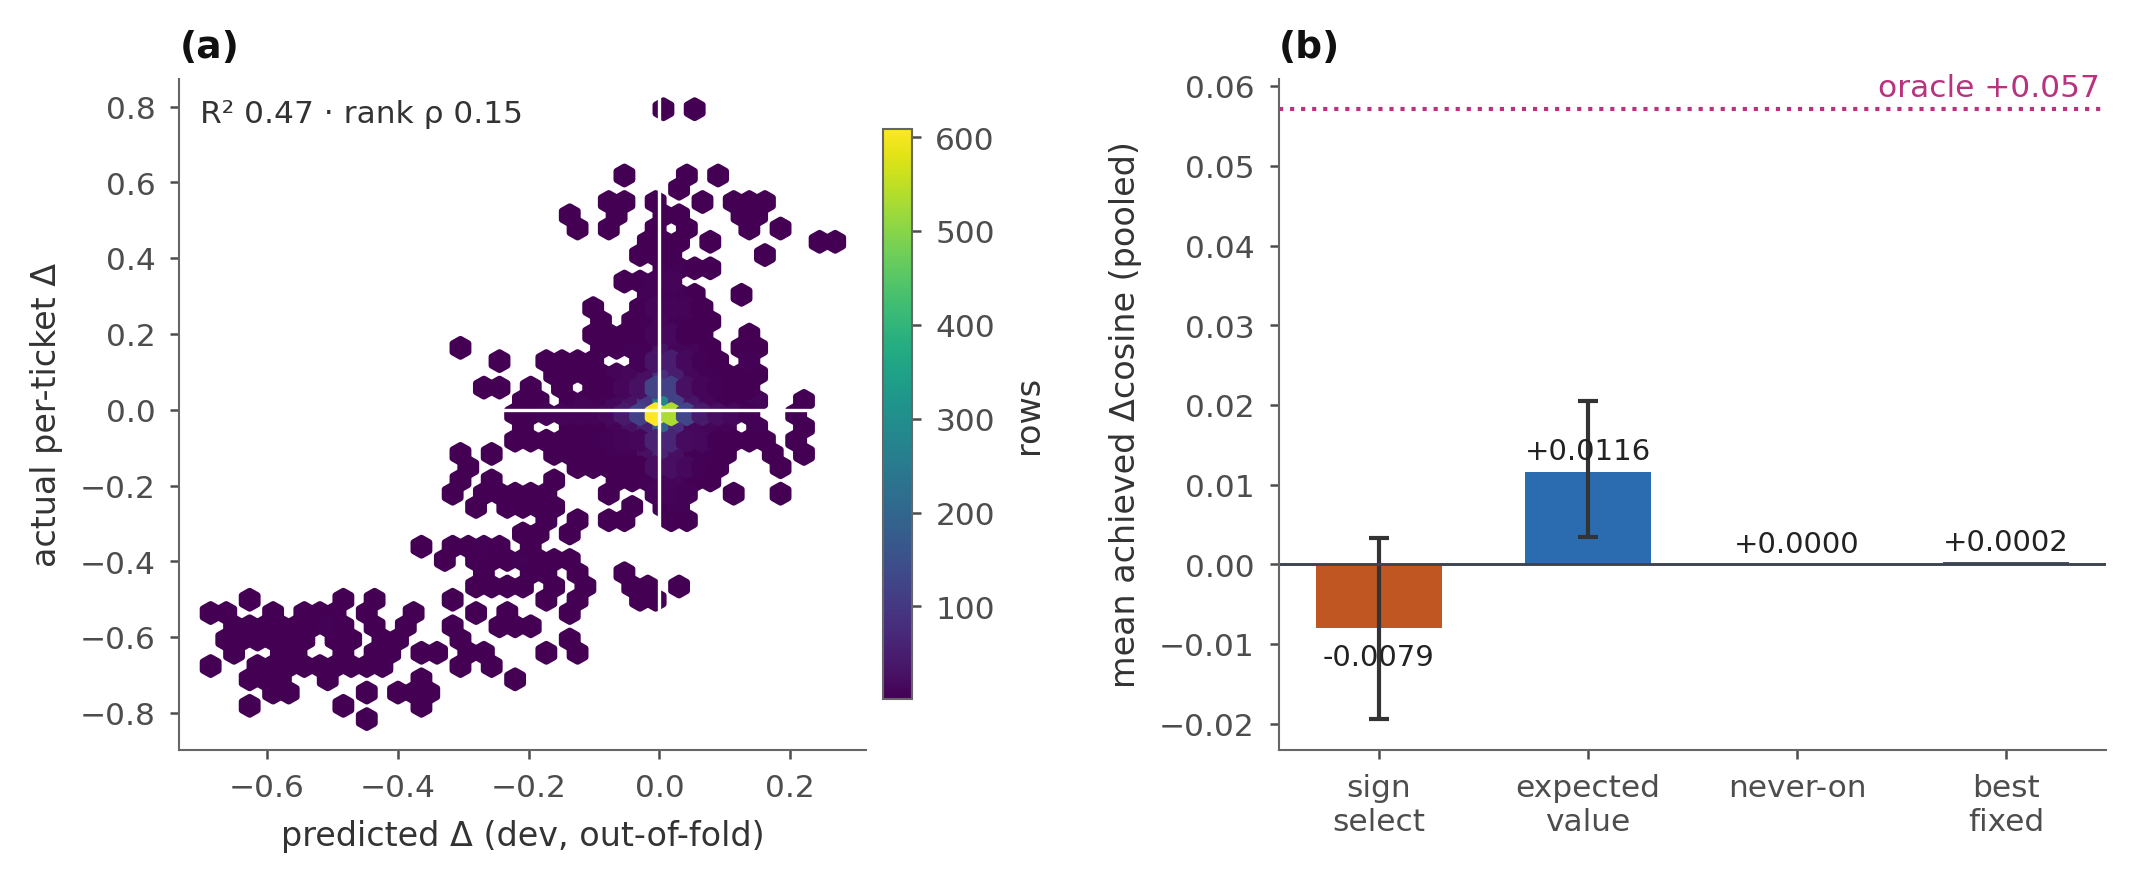 (a)
R² 0.47 · rank ρ 0.15
0.8
0.6
0.4
0.2
0.0
−0.2
−0.4
−0.6
−0.8
actual per-ticket Δ
−0.6
−0.4
−0.2
0.0
0.2
predicted Δ (dev, out-of-fold)
600
500
400
300
200
100
rows
(b)
oracle +0.057
0.06
0.05
0.04
0.03
0.02
0.01
0.00
−0.01
−0.02
mean achieved Δcosine (pooled)
-0.0079
+0.0116
+0.0000
+0.0002
sign
select
expected
value
never-on
best
fixed